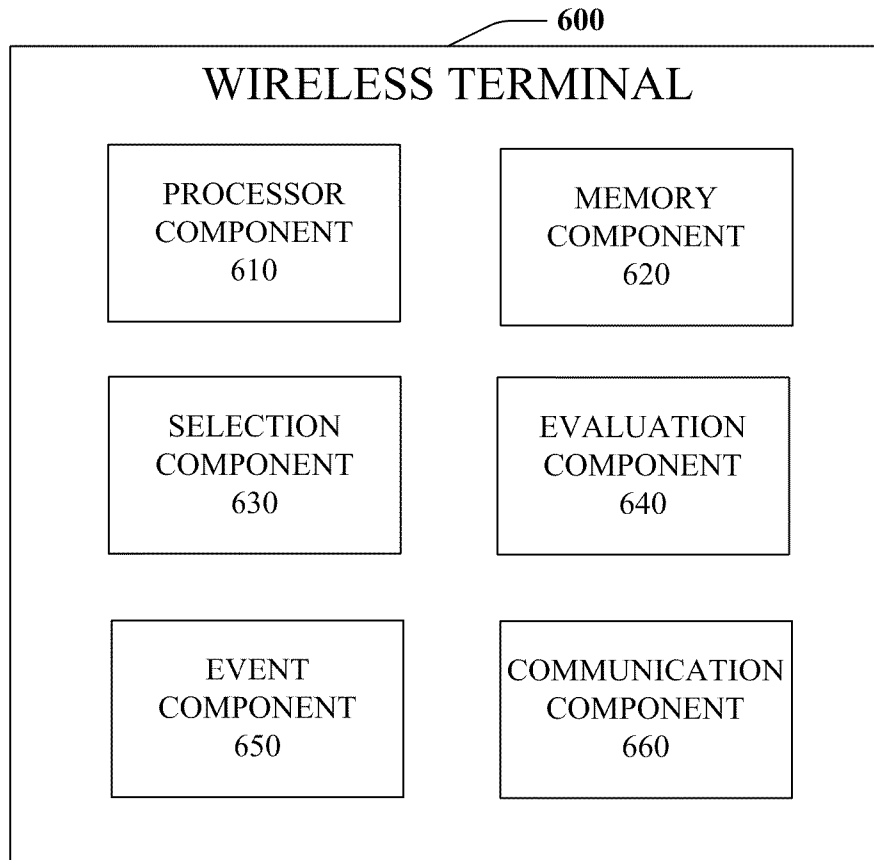 600
WIRELESS TERMINAL
PROCESSOR
COMPONENT
610
MEMORY
COMPONENT
620
SELECTION
COMPONENT
630
EVALUATION
COMPONENT
640
EVENT
COMPONENT
650
COMMUNICATION
COMPONENT
660